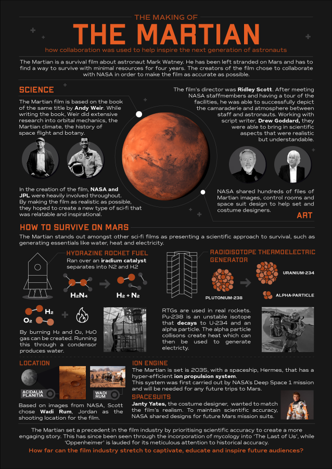 THE MAKING OF
THE MARTIAN
how collaboration was used to help inspire the next generation of astronauts
The Martian is a survival film about astronaut Mark Watney. He has been left stranded on Mars and has to
find a way to survive with minimal resources for four years. The creators of the film chose to collaborate
with NASA in order to make the film as accurate as possible.
SCIENCE
The Martian film is based on the book
of the same title by Andy Weir. While
writing the book, Weir did extensive
research into orbital mechanics, the
Martian climate, the history of
space flight and botany.
In the creation of the film, NASA and
JPL were heavily involved throughout.
By making the film as realistic as possible,
they hoped to create a new type of sci-fi that
was relatable and inspirational.
The film's director was Ridley Scott. After meeting
NASA staffmembers and having a tour of the
facilities, he was able to successfully depict
the camaraderie and atmosphere between
staff and astronauts. Working with
script writer, Drew Goddard, they
were able to bring in scientific
aspects that were realistic
but understandable.
NASA shared hundreds of files of
Martian images, control rooms and
space suit design to help set and
costume designers.
ART
HOW TO SURVIVE ON MARS
The Martian stands out amongst other sci-fi films as presenting a scientific approach to survival, such as
generating essentials like water, heat and electricity.
HYDRAZINE ROCKET FUEL
Ran over an iradium catalyst
separates into N2 and H2
H₂N₄
H₂ + N₂
O₂
H₂
By burning H₂ and O₂, H₂O
gas can be created. Running
this through a condensor
produces water.
RADIOISOTOPE THERMOELECTRIC
GENERATOR
URANIUM-234
PLUTONIUM-238
ALPHA-PARTICLE
RTGs are used in real rockets.
Pu-238 is an unstable isotope
that decays to U-234 and an
alpha particle. The alpha particle
collisions create heat which can
then be used to generate
electricity.
LOCATION
ACIDALIA
PLANITIA
WADI
RUM
Based on images from NASA, Scott
chose Wadi Rum, Jordan as the
shooting location for the film.
ION ENGINE
The Martian is set is 2035, with a spaceship, Hermes, that has a
hyper-efficient ion propulsion system.
This system was first carried out by NASA's Deep Space 1 mission
and will be needed for any future trips to Mars.
SPACESUITS
Janty Yates, the costume designer, wanted to match
the film's realism. To maintain scientific accuracy,
NASA shared designs for future Mars mission suits.
The Martian set a precedent in the film industry by prioritising scientific accuracy to create a more
engaging story. This has since been seen through the incorporation of mycology into 'The Last of Us', while
'Oppenheimer' is lauded for its meticulous attention to historical accuracy.
How far can the film industry stretch to captivate, educate and inspire future audiences?